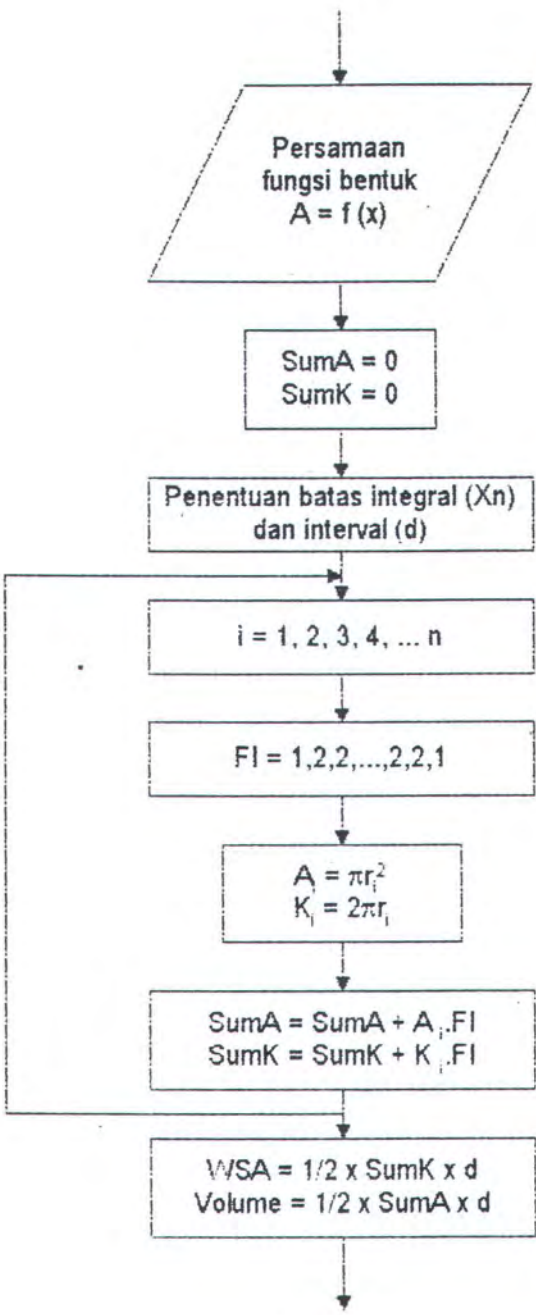 Persamaan
fungsi bentuk
A = f (x)
SumA = 0
SumK = 0
Penentuan batas integral (Xn)
dan interval (d)
i = 1, 2, 3, 4, ... n
FI = 1,2,2,...,2,2,1
Aᵢ = πrᵢ²
Kᵢ = 2πrᵢ
SumA = SumA + Aᵢ.FI
SumK = SumK + Kᵢ.FI
WSA = 1/2 x SumK x d
Volume = 1/2 x SumA x d